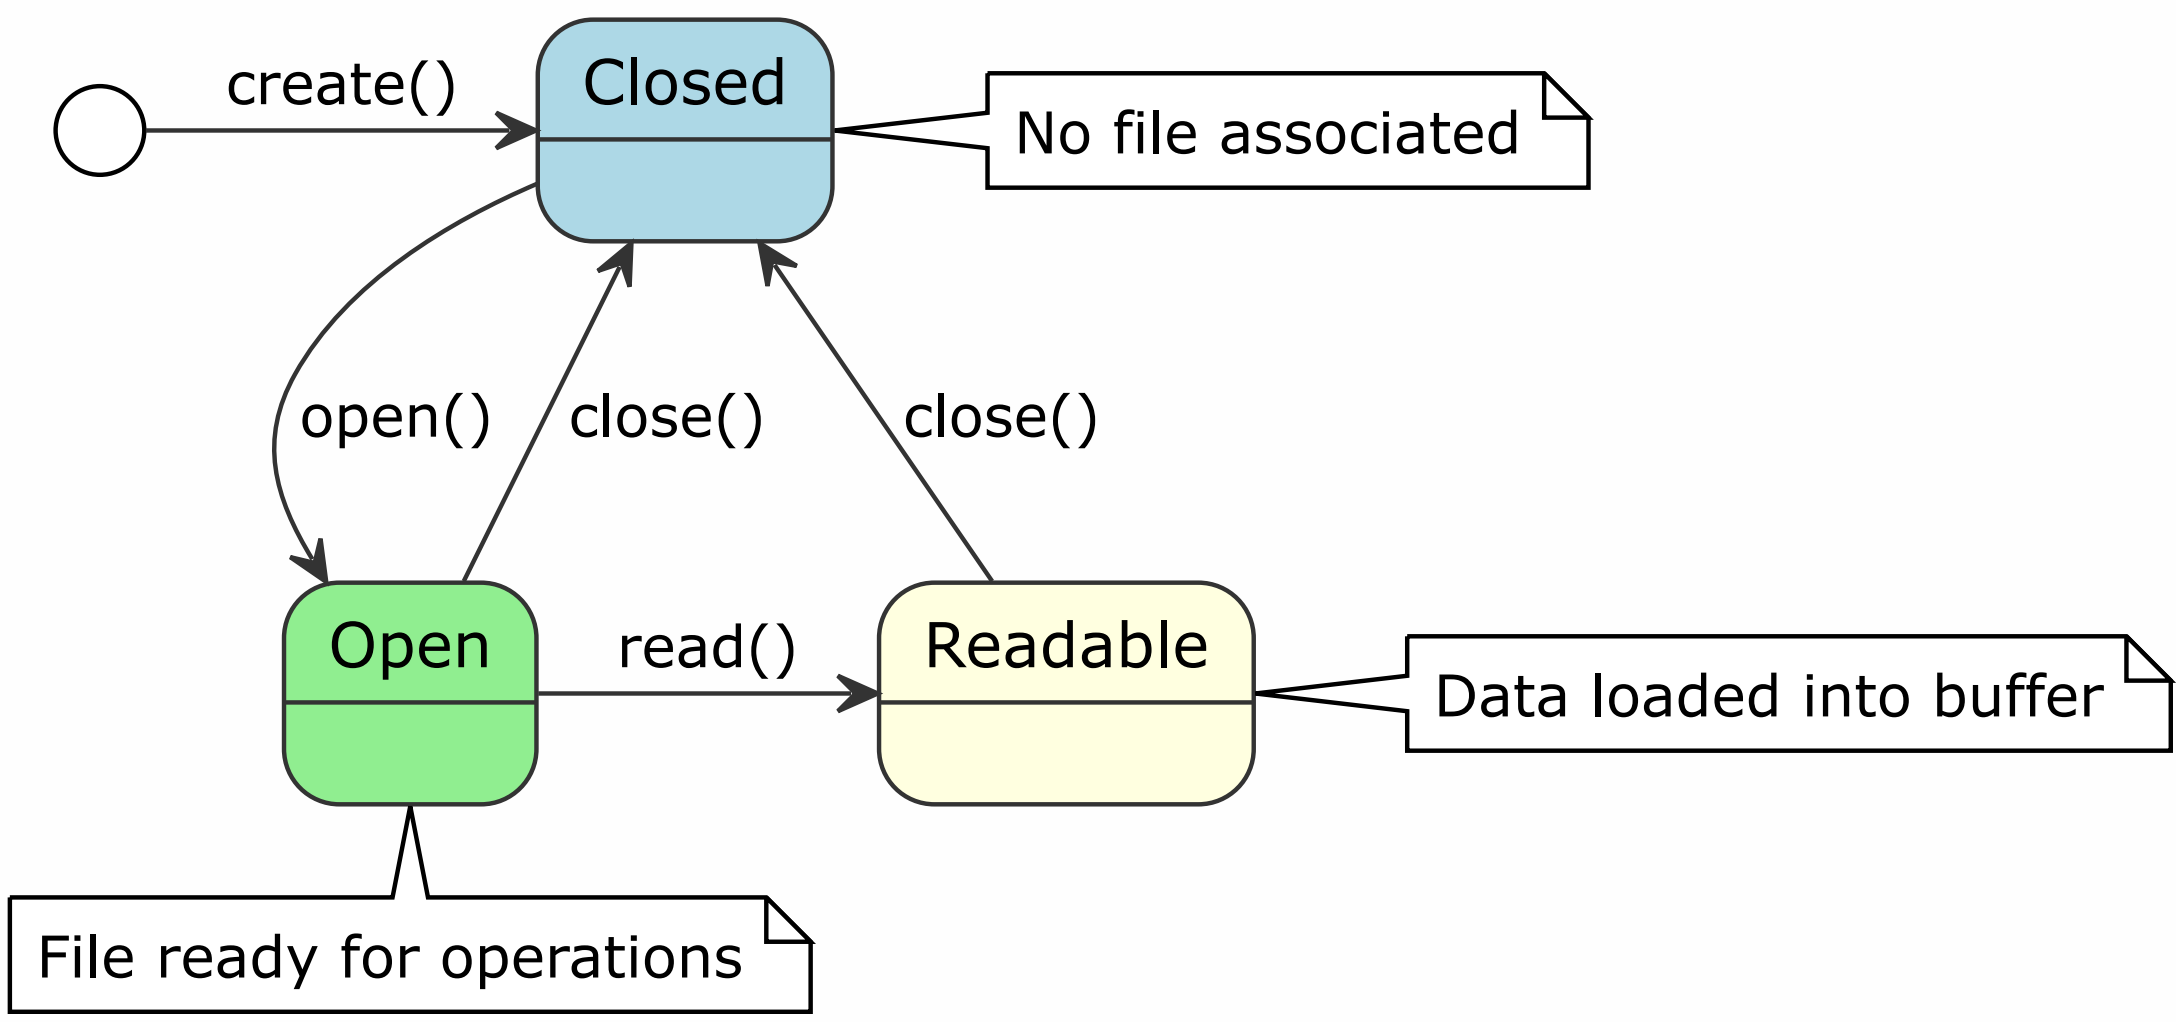 create()
Closed
No file associated
open()
close()
close()
Open
read()
Readable
Data loaded into buffer
File ready for operations